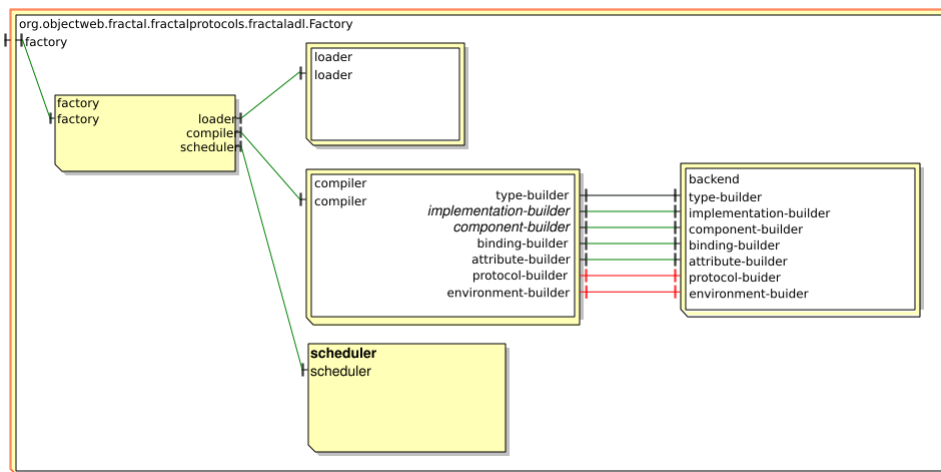 org.objectweb.fractal.fractalprotocols.fractaladl.Factory
factory
factory
factory
loader
compiler
scheduler
loader
loader
compiler
compiler
type-builder
implementation-builder
component-builder
binding-builder
attribute-builder
protocol-builder
environment-builder
backend
type-builder
implementation-builder
component-builder
binding-builder
attribute-builder
protocol-buider
environment-buider
scheduler
scheduler